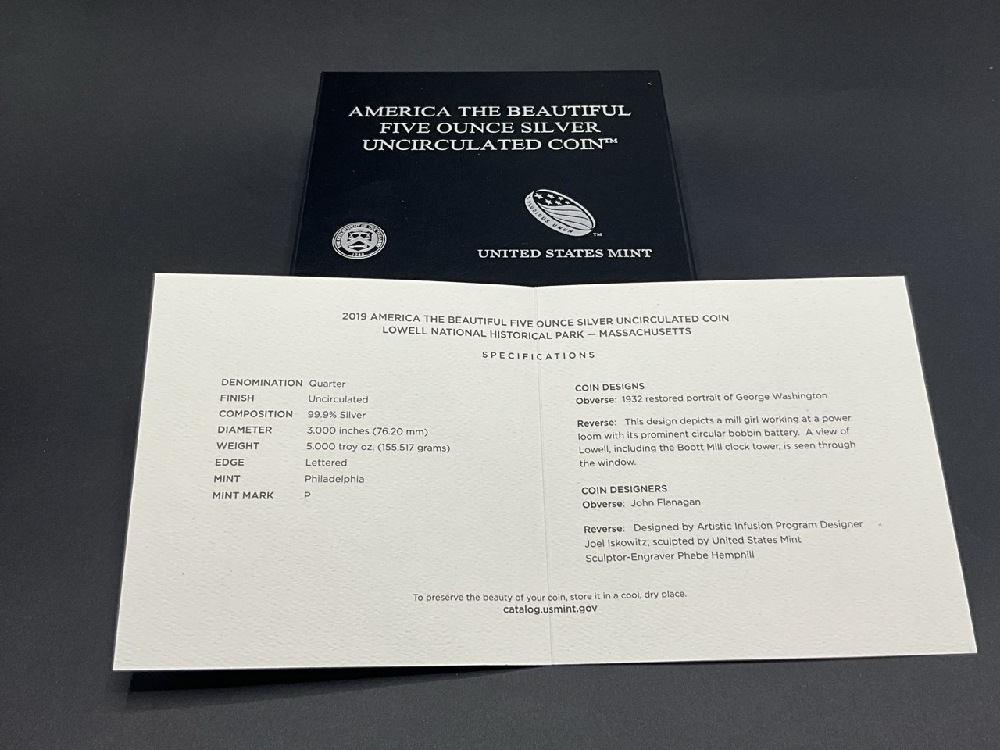 AMERICA THE BEAUTIFUL
FIVE OUNCE SILVER
UNCIRCULATED COIN™
™
UNITED STATES MINT
2019 AMERICA THE BEAUTIFUL FIVE OUNCE SILVER UNCIRCULATED COIN
LOWELL NATIONAL HISTORICAL PARK – MASSACHUSETTS
SPECIFICATIONS
DENOMINATION Quarter
FINISH Uncirculated
COMPOSITION 99.9% Silver
DIAMETER 3.000 inches (76.20 mm)
WEIGHT 5.000 troy oz. (155.517 grams)
EDGE Lettered
MINT Philadelphia
MINT MARK P
COIN DESIGNS
Obverse: 1932 restored portrait of George Washington
Reverse: This design depicts a mill girl working at a power
loom with its prominent circular bobbin battery. A view of
Lowell, including the Boott Mill clock tower, is seen through
the window.
COIN DESIGNERS
Obverse: John Flanagan
Reverse: Designed by Artistic Infusion Program Designer
Joel Iskowitz, sculpted by United States Mint
Sculptor-Engraver Phebe Hemphill
To preserve the beauty of your coin, store it in a cool, dry place.
catalog.usmint.gov